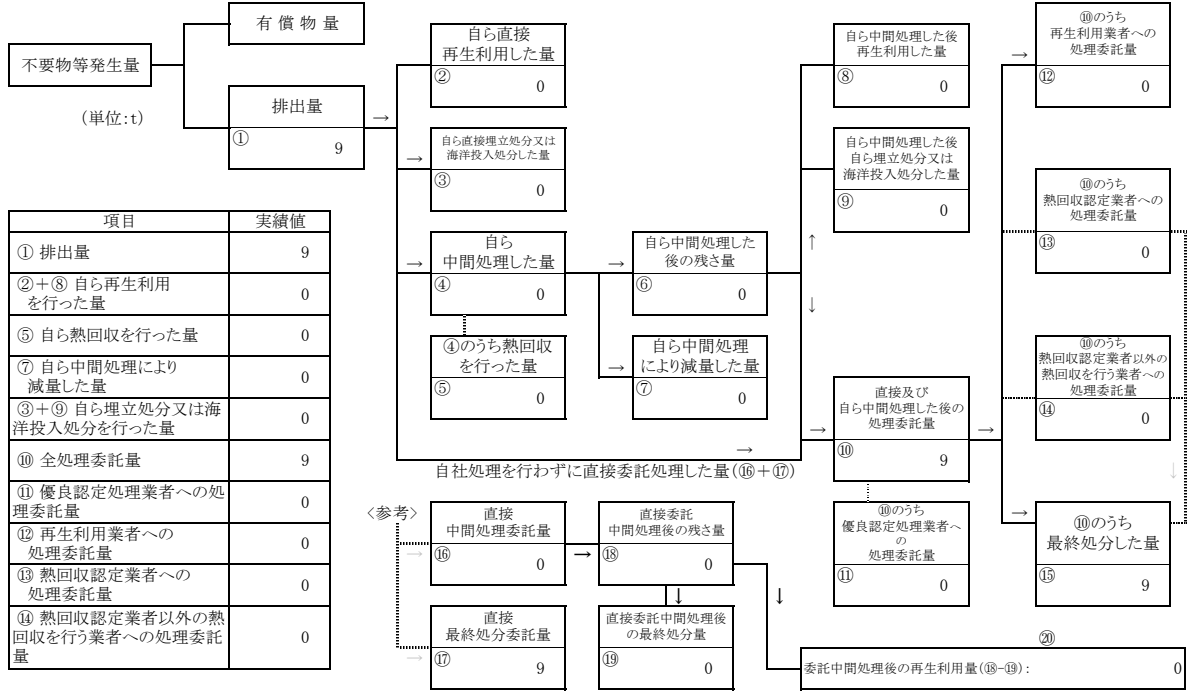 有 償 物 量
不要物等発生量
(単位:t)
排出量
→
①
9
自ら直接
再生利用した量
②
0
→
自ら直接埋立処分又は
海洋投入処分した量
③
0
→
自ら
中間処理した量
④
0
④のうち熱回収
を行った量
⑤
0
→
自ら中間処理した
後の残さ量
⑥
0
→
自ら中間処理
により減量した量
⑦
0
自ら中間処理した後
再生利用した量
⑧
0
自ら中間処理した後
自ら埋立処分又は
海洋投入処分した量
⑨
0
↑
↓
→
自社処理を行わずに直接委託処理した量(⑯+⑰)
→
直接及び
自ら中間処理した後の
処理委託量
⑩
9
→
⑩のうち
優良認定処理業者へ
の
処理委託量
⑪
0
→
⑩のうち
再生利用業者への
処理委託量
⑫
0
⑩のうち
熱回収認定業者への
処理委託量
⑬
0
⑩のうち
熱回収認定業者以外の
熱回収を行う業者への
処理委託量
⑭
0
↓
→
⑩のうち
最終処分した量
⑮
9
項目 実績値
① 排出量 9
②+⑧ 自ら再生利用
を行った量 0
⑤ 自ら熱回収を行った量 0
⑦ 自ら中間処理により
減量した量 0
③+⑨ 自ら埋立処分又は海
洋投入処分を行った量 0
⑩ 全処理委託量 9
⑪ 優良認定処理業者への処
理委託量 0
⑫ 再生利用業者への
処理委託量 0
⑬ 熱回収認定業者への
処理委託量 0
⑭ 熱回収認定業者以外の熱
回収を行う業者への処理委託
量 0
〈参考〉
→
直接
中間処理委託量
⑯
0
→
直接委託
中間処理後の残さ量
⑱
0
↓
↓
→
直接
最終処分委託量
⑰
9
直接委託中間処理後
の最終処分量
⑲
0
⑳
委託中間処理後の再生利用量(⑱-⑲): 0